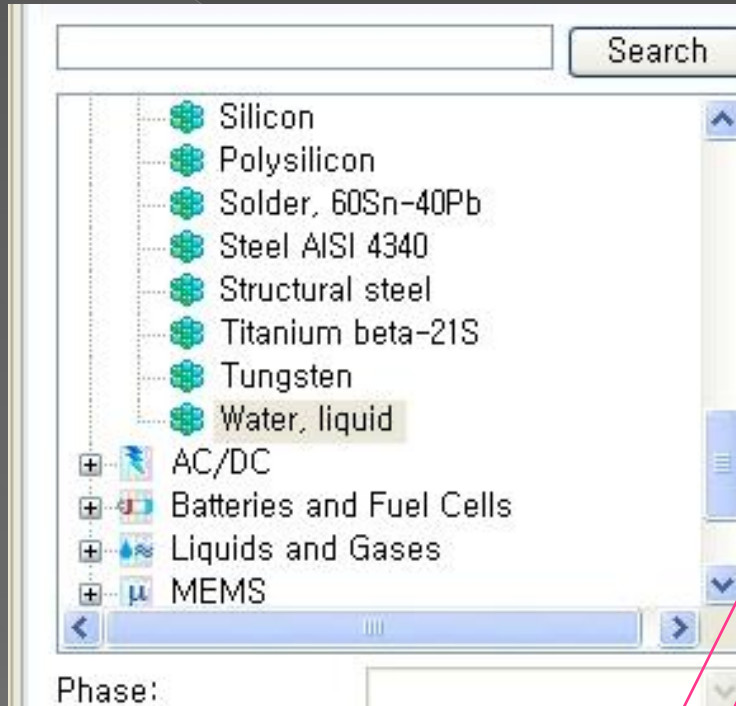 Search
Silicon
Polysilicon
Solder, 60Sn-40Pb
Steel AISI 4340
Structural steel
Titanium beta-21S
Tungsten
Water, liquid
AC/DC
Batteries and Fuel Cells
Liquids and Gases
μ MEMS
Phase: